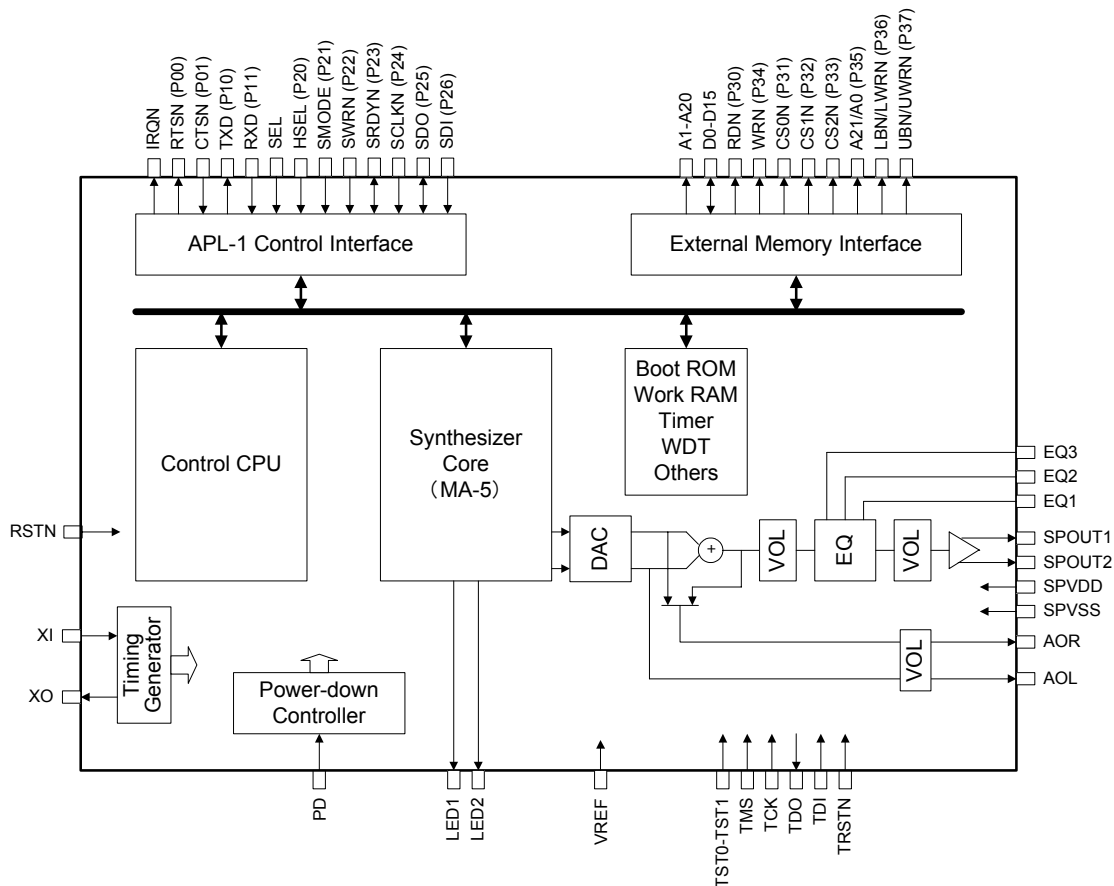 IRQN
RTSN (P00)
CTSN (P01)
TXD (P10)
RXD (P11)
SEL
HSEL (P20)
SMODE (P21)
SWRN (P22)
SRDYN (P23)
SCLKN (P24)
SDO (P25)
SDI (P26)
A1-A20
D0-D15
RDN (P30)
WRN (P34)
CS0N (P31)
CS1N (P32)
CS2N (P33)
A21/A0 (P35)
LBN/LWRN (P36)
UBN/UWRN (P37)
APL-1 Control Interface
External Memory Interface
Control CPU
Synthesizer
Core
(MA-5)
Boot ROM
Work RAM
Timer
WDT
Others
EQ3
EQ2
EQ1
RSTN
DAC
+
VOL
EQ
VOL
SPOUT1
SPOUT2
SPVDD
SPVSS
XI
XO
Timing
Generator
Power-down
Controller
VOL
AOR
AOL
PD
LED1
LED2
VREF
TST0-TST1
TMS
TCK
TDO
TDI
TRSTN